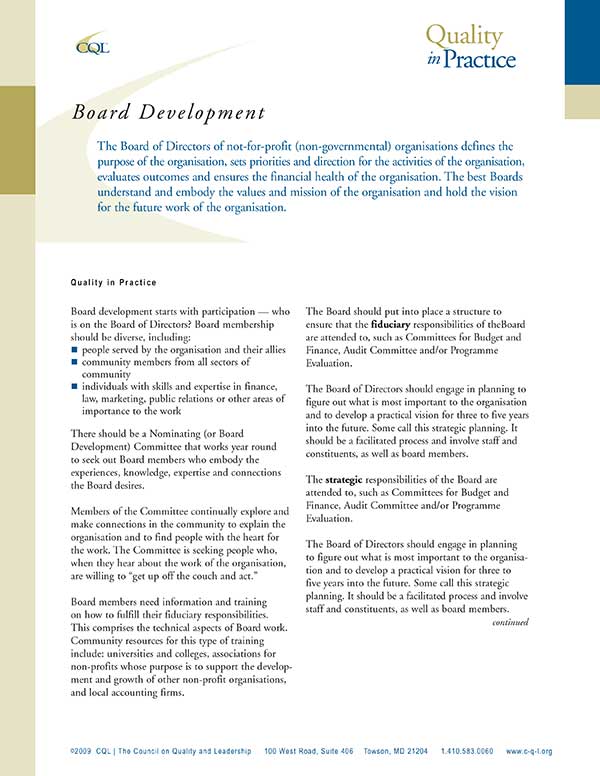 CQL
Quality
in Practice
Board Development
The Board of Directors of not-for-profit (non-governmental) organisations defines the
purpose of the organisation, sets priorities and direction for the activities of the organisation,
evaluates outcomes and ensures the financial health of the organisation. The best Boards
understand and embody the values and mission of the organisation and hold the vision
for the future work of the organisation.
Quality in Practice
Board development starts with participation — who
is on the Board of Directors? Board membership
should be diverse, including:
■ people served by the organisation and their allies
■ community members from all sectors of
community
■ individuals with skills and expertise in finance,
law, marketing, public relations or other areas of
importance to the work
There should be a Nominating (or Board
Development) Committee that works year round
to seek out Board members who embody the
experiences, knowledge, expertise and connections
the Board desires.
Members of the Committee continually explore and
make connections in the community to explain the
organisation and to find people with the heart for
the work. The Committee is seeking people who,
when they hear about the work of the organisation,
are willing to “get up off the couch and act.”
Board members need information and training
on how to fulfill their fiduciary responsibilities.
This comprises the technical aspects of Board work.
Community resources for this type of training
include: universities and colleges, associations for
non-profits whose purpose is to support the develop-
ment and growth of other non-profit organisations,
and local accounting firms.
The Board should put into place a structure to
ensure that the fiduciary responsibilities of theBoard
are attended to, such as Committees for Budget and
Finance, Audit Committee and/or Programme
Evaluation.
The Board of Directors should engage in planning to
figure out what is most important to the organisation
and to develop a practical vision for three to five years
into the future. Some call this strategic planning. It
should be a facilitated process and involve staff and
constituents, as well as board members.
The strategic responsibilities of the Board are
attended to, such as Committees for Budget and
Finance, Audit Committee and/or Programme
Evaluation.
The Board of Directors should engage in planning
to figure out what is most important to the organisa-
tion and to develop a practical vision for three to
five years into the future. Some call this strategic
planning. It should be a facilitated process and involve
staff and constituents, as well as board members.
continued
©2009 CQL | The Council on Quality and Leadership 100 West Road, Suite 406 Towson, MD 21204 1.410.583.0060 www.c-q-l.org